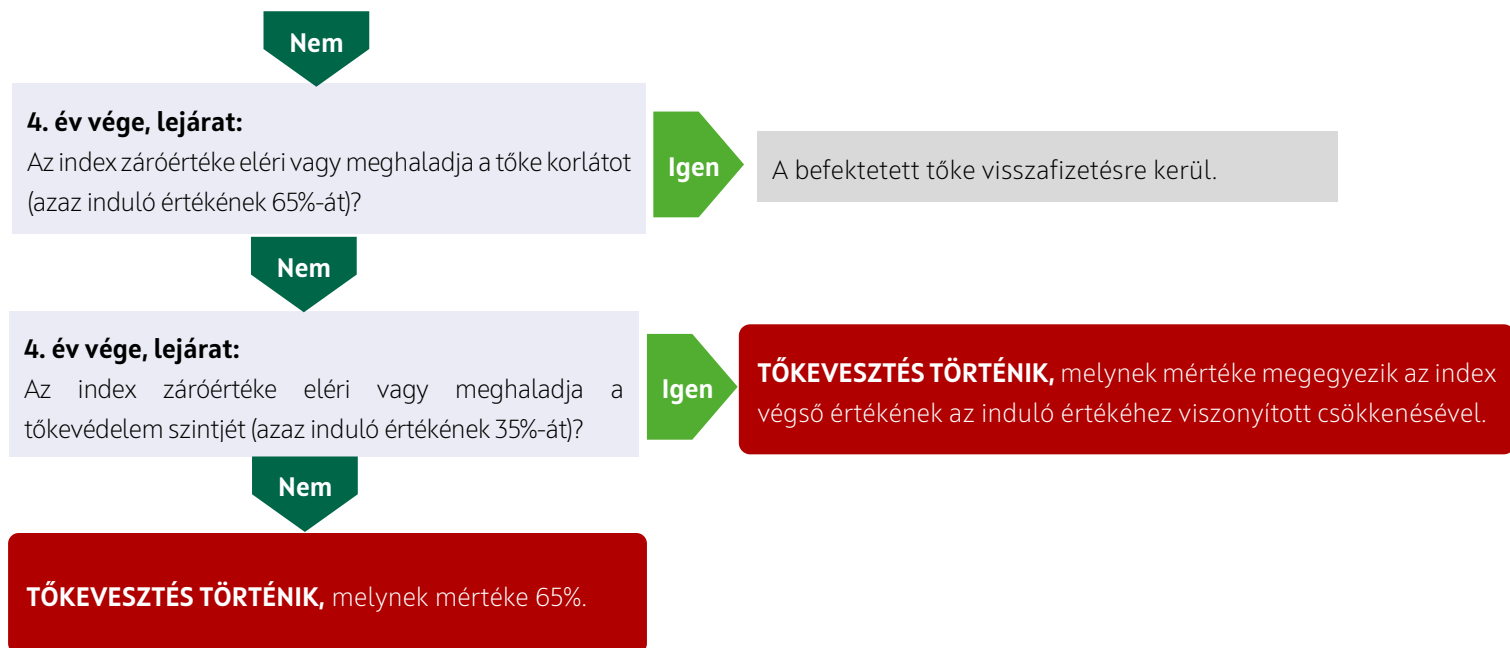 Nem
4. év vége, lejárat:
Az index záróértéke eléri vagy meghaladja a tőke korlátot
(azaz induló értékének 65%-át)?
Igen
A befektetett tőke visszafizetésre kerül.
Nem
4. év vége, lejárat:
Az index záróértéke eléri vagy meghaladja a
tőkevédelem szintjét (azaz induló értékének 35%-át)?
Igen
TŐKEVESZTÉS TÖRTÉNIK, melynek mértéke megegyezik az index
végső értékének az induló értékéhez viszonyított csökkenésével.
Nem
TŐKEVESZTÉS TÖRTÉNIK, melynek mértéke 65%.